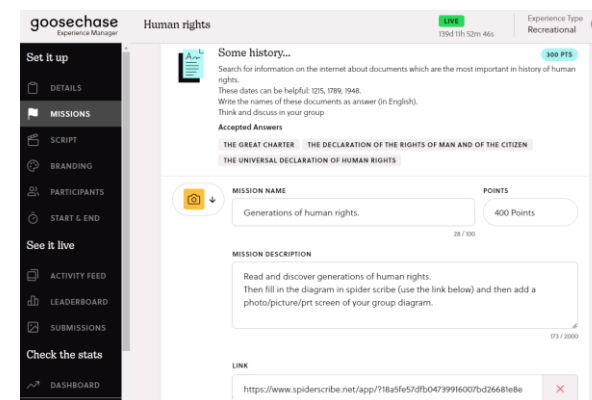 goosechase
Experience Manager
Human rights
LIVE
139d 11h 52m 46s
Experience Type
Recreational
Set it up
DETAILS
MISSIONS
SCRIPT
BRANDING
PARTICIPANTS
START & END
See it live
ACTIVITY FEED
LEADERBOARD
SUBMISSIONS
Check the stats
DASHBOARD
Some history...
300 PTS
Search for information on the internet about documents which are the most important in history of human
rights.
These dates can be helpful: 1215, 1789, 1948.
Write the names of these documents as answer (in English).
Think and discuss in your group
Accepted Answers
THE GREAT CHARTER THE DECLARATION OF THE RIGHTS OF MAN AND OF THE CITIZEN
THE UNIVERSAL DECLARATION OF HUMAN RIGHTS
MISSION NAME
POINTS
Generations of human rights.
400 Points
28 / 100
MISSION DESCRIPTION
Read and discover generations of human rights.
Then fill in the diagram in spider scribe (use the link below) and then add a
photo/picture/prt screen of your group diagram.
173 / 2000
LINK
https://www.spiderscribe.net/app/?18a5fe57dfb04739916007bd26681e8e